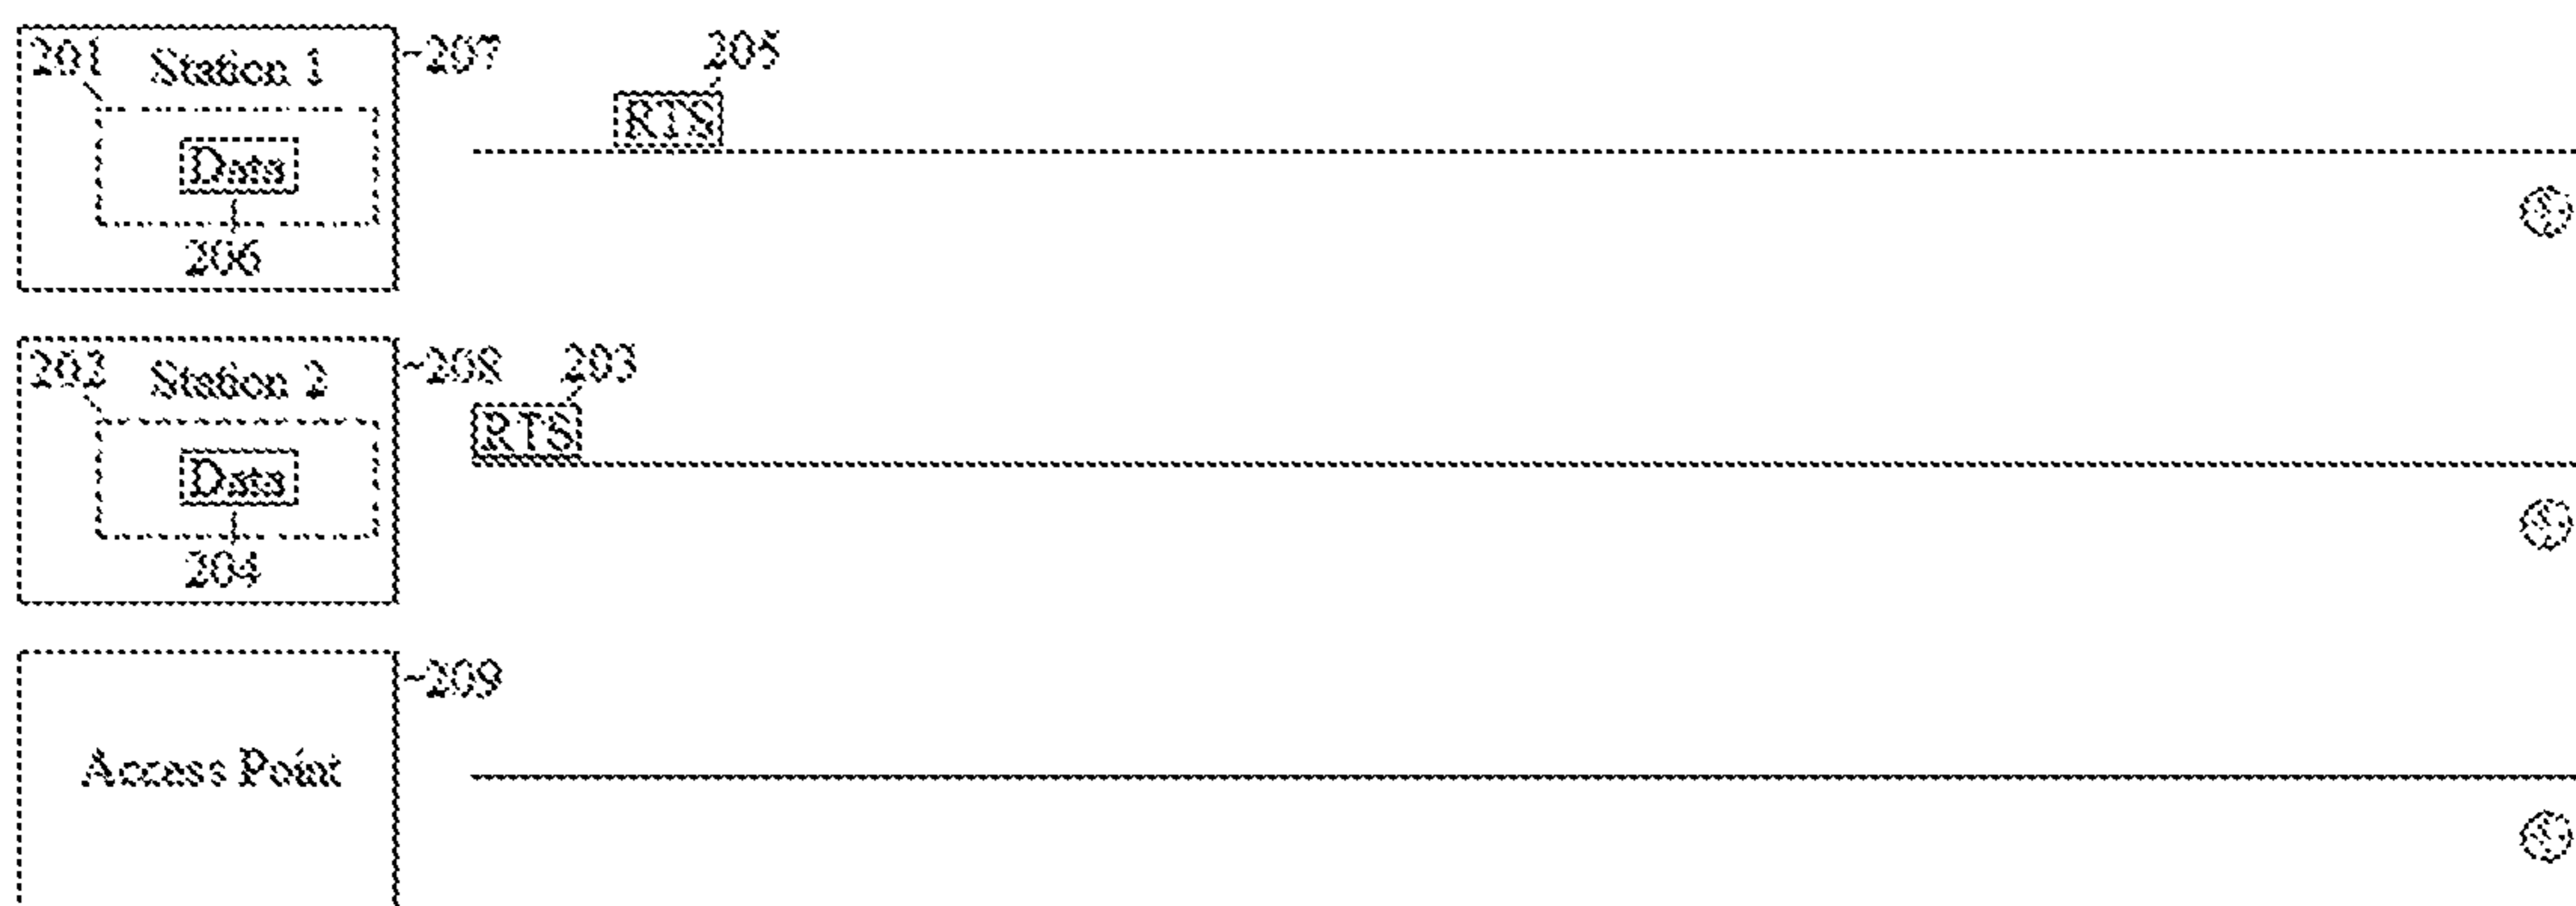 201 Station 1 ~207 205
RTS
Data
206
202 Station 2 ~208 203
RTS
Data
204
~209
Access Point